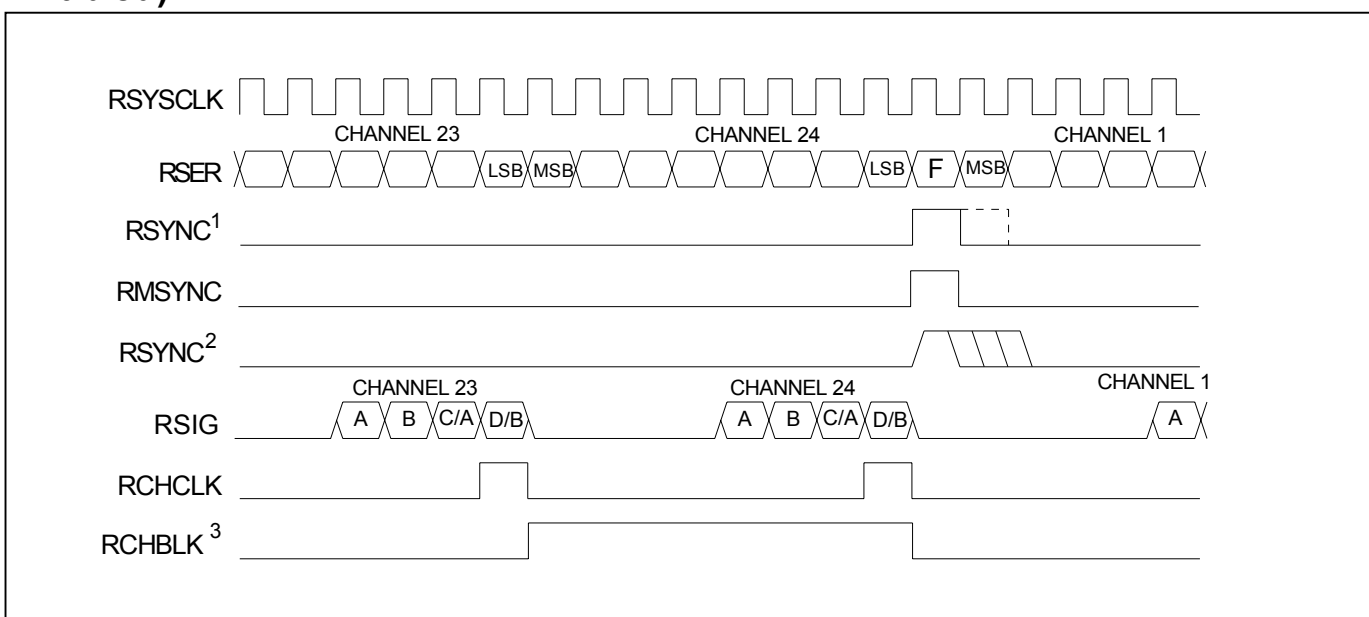 RSYSCLK
CHANNEL 23 CHANNEL 24 CHANNEL 1
RSER LSB MSB LSB F MSB
RSYNC1
RMSYNC
RSYNC2
CHANNEL 23 CHANNEL 24 CHANNEL 1
RSIG A B C/A D/B A B C/A D/B A
RCHCLK
RCHBLK 3